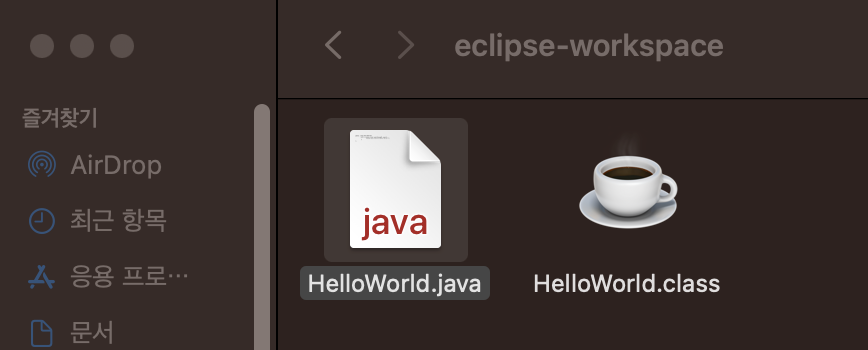 eclipse-workspace
즐겨찾기
AirDrop
최근 항목
응용 프로…
문서
java
HelloWorld.java
HelloWorld.class